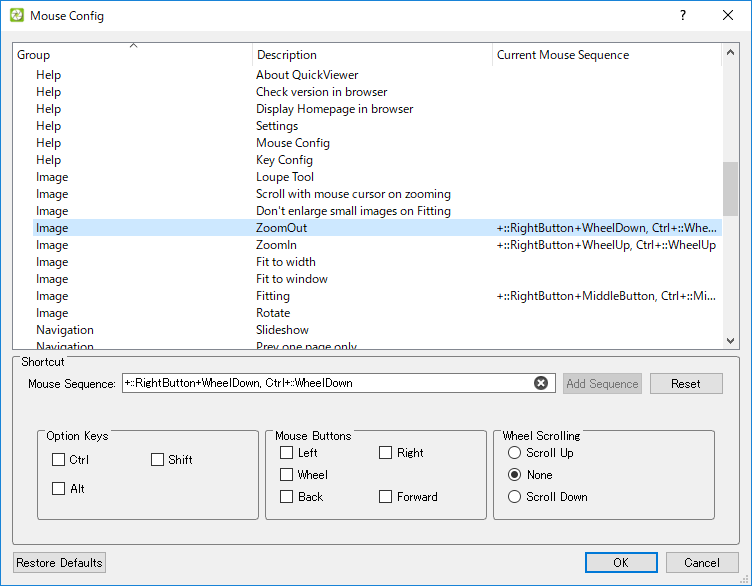 Mouse Config ?
Group Description Current Mouse Sequence
Help About QuickViewer
Help Check version in browser
Help Display Homepage in browser
Help Settings
Help Mouse Config
Help Key Config
Image Loupe Tool
Image Scroll with mouse cursor on zooming
Image Don't enlarge small images on Fitting
Image ZoomOut +::RightButton+WheelDown, Ctrl+::Whe...
Image ZoomIn +::RightButton+WheelUp, Ctrl+::WheelUp
Image Fit to width
Image Fit to window
Image Fitting +::RightButton+MiddleButton, Ctrl+::Mi...
Image Rotate
Navigation Slideshow
Navigation Prev one page only
Shortcut
Mouse Sequence: +::RightButton+WheelDown, Ctrl+::WheelDown Add Sequence Reset
Option Keys Mouse Buttons Wheel Scrolling
Ctrl Shift Left Right Scroll Up
Wheel None
Alt Back Forward Scroll Down
Restore Defaults OK Cancel